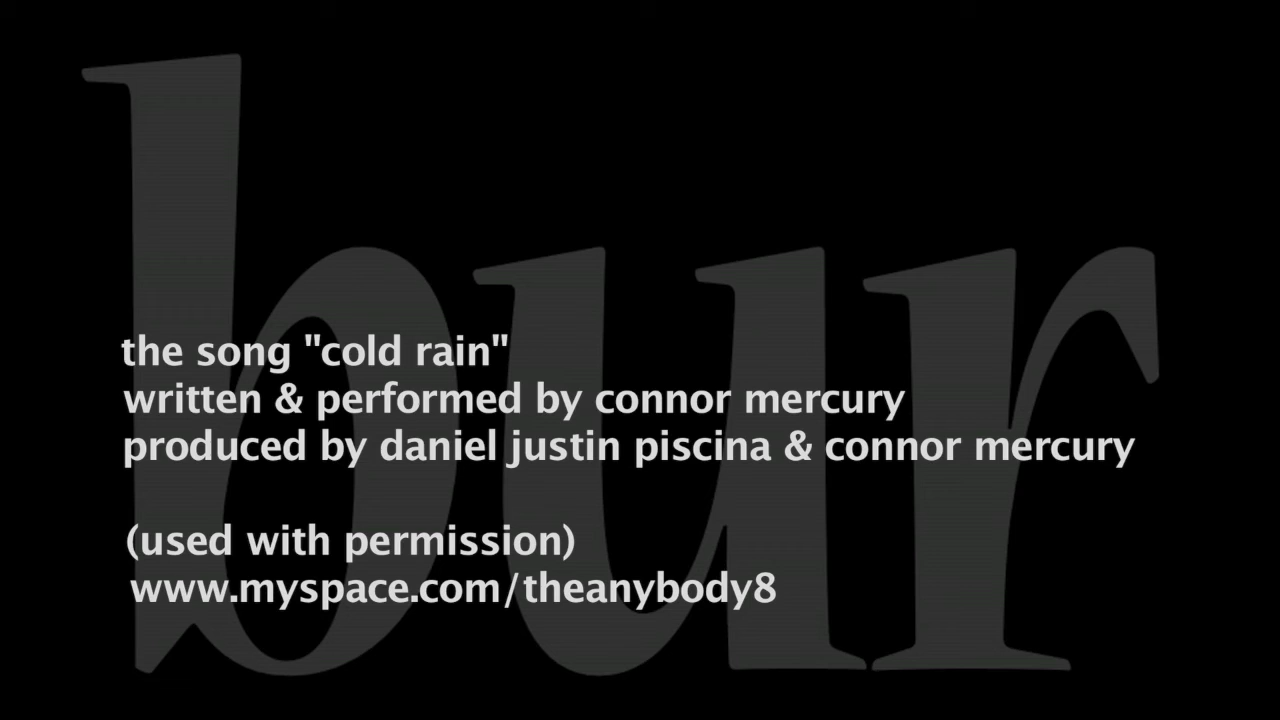 bur
the song "cold rain"
written & performed by connor mercury
produced by daniel justin piscina & connor mercury
(used with permission)
www.myspace.com/theanybody8